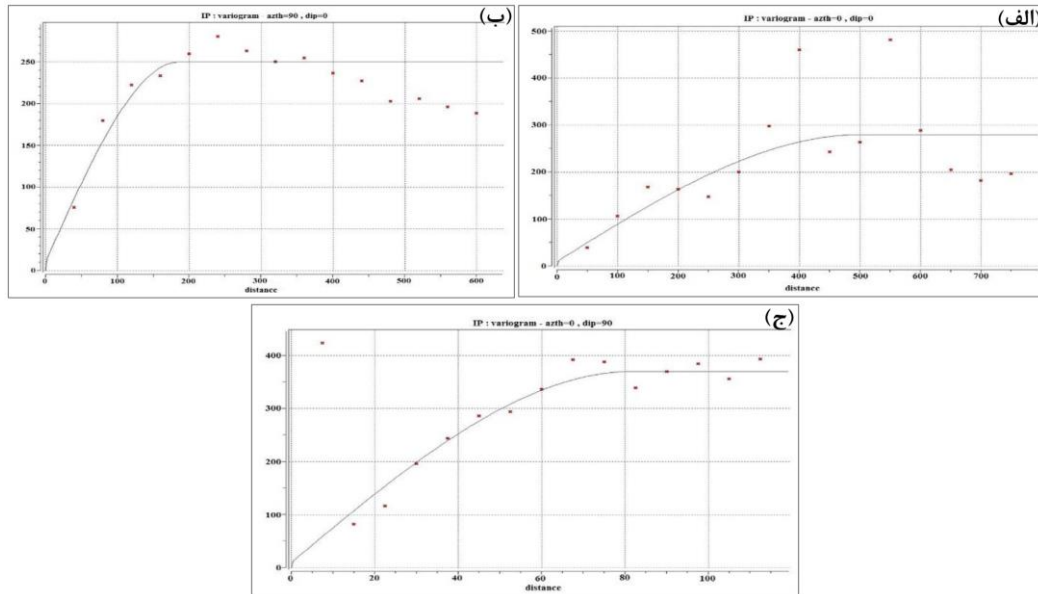 (ب)
IP : variogram - azth=90 , dip=0
250
200
150
100
50
0
0 100 200 300 400 500 600
distance
(الف)
IP : variogram - azth=0 , dip=0
500
400
300
200
100
0
100 200 300 400 500 600 700
distance
(ج)
IP : variogram - azth=0 , dip=90
400
300
200
100
0
0 20 40 60 80 100
distance